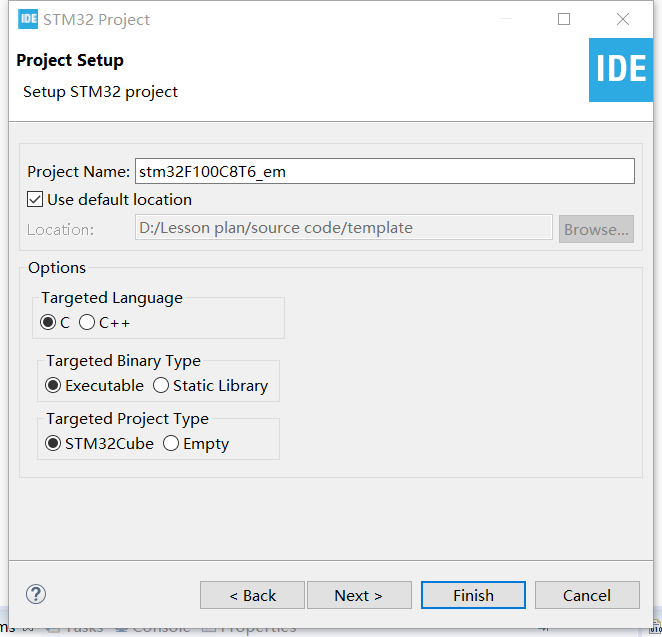 IDE STM32 Project
Project Setup
Setup STM32 project
IDE
Project Name: stm32F100C8T6_em
Use default location
Location: D:/Lesson plan/source code/template Browse...
Options
Targeted Language
C C++
Targeted Binary Type
Executable Static Library
Targeted Project Type
STM32Cube Empty
? < Back Next > Finish Cancel